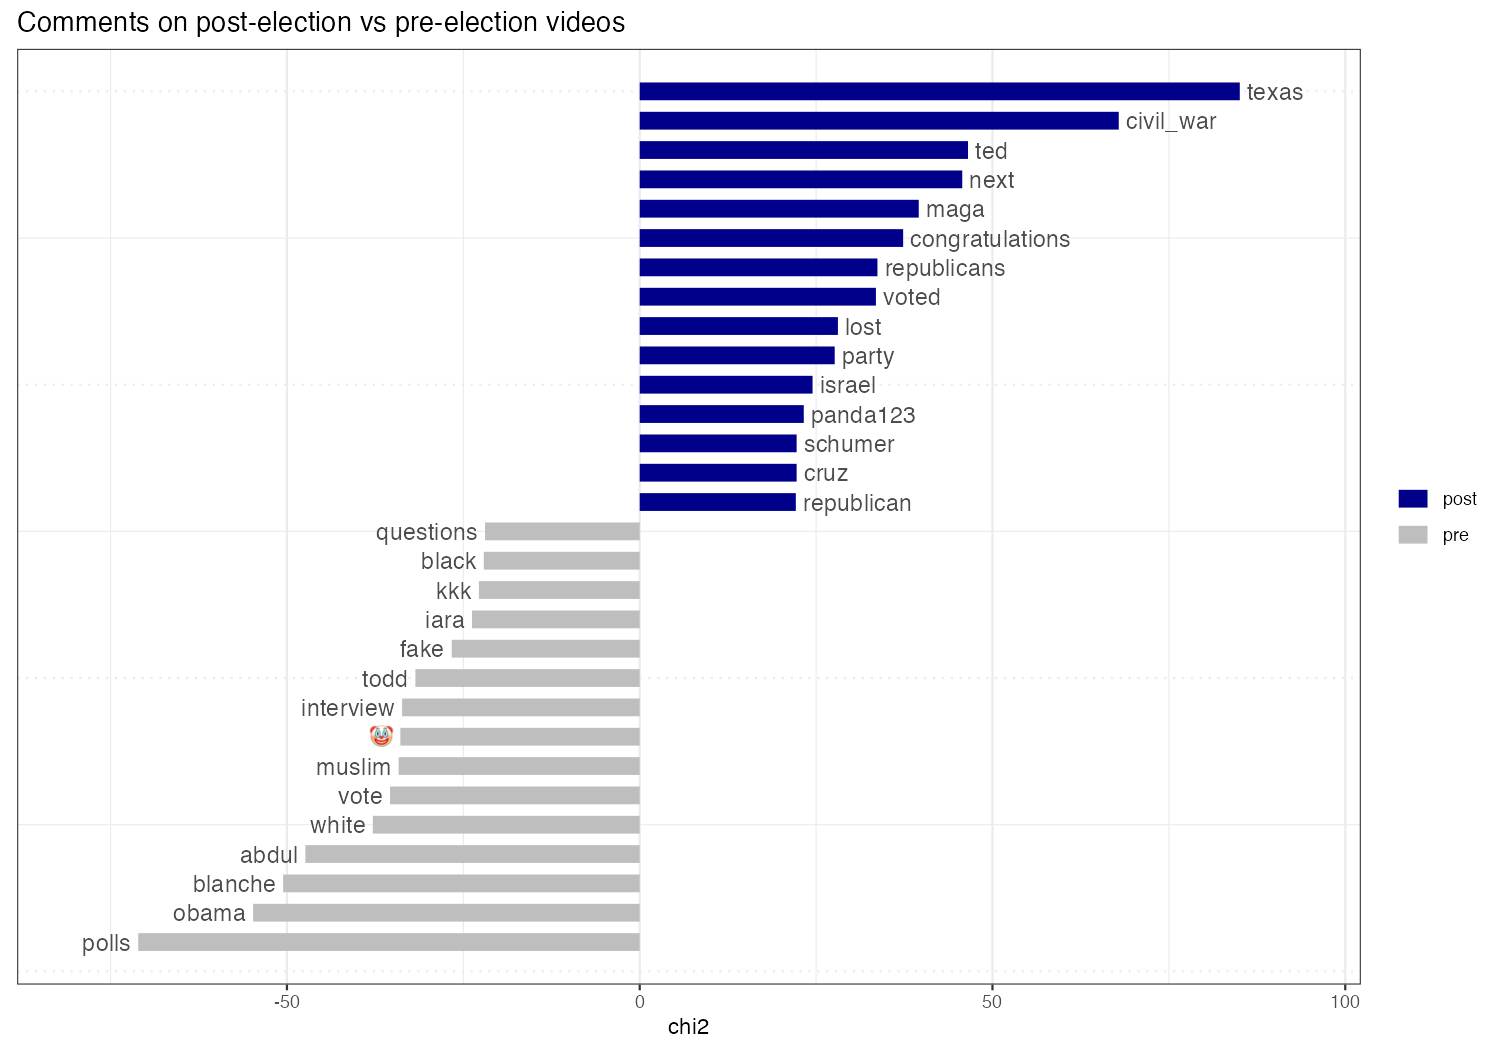 Comments on post-election vs pre-election videos
texas
civil_war
ted
next
maga
congratulations
republicans
voted
lost
party
israel
panda123
schumer
cruz
republican
questions
black
kkk
iara
fake
todd
interview
🤡
muslim
vote
white
abdul
blanche
obama
polls
post
pre
-50 0 50 100
chi2